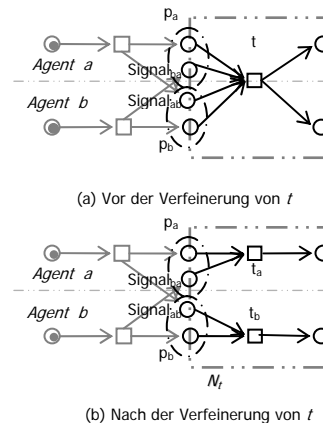 pa
t
Agent a
Signalba
Agent b
Signalab
pb
(a) Vor der Verfeinerung von t
pa
ta
Agent a
Signalba
Agent b
Signalab
tb
pb
Nt
(b) Nach der Verfeinerung von t